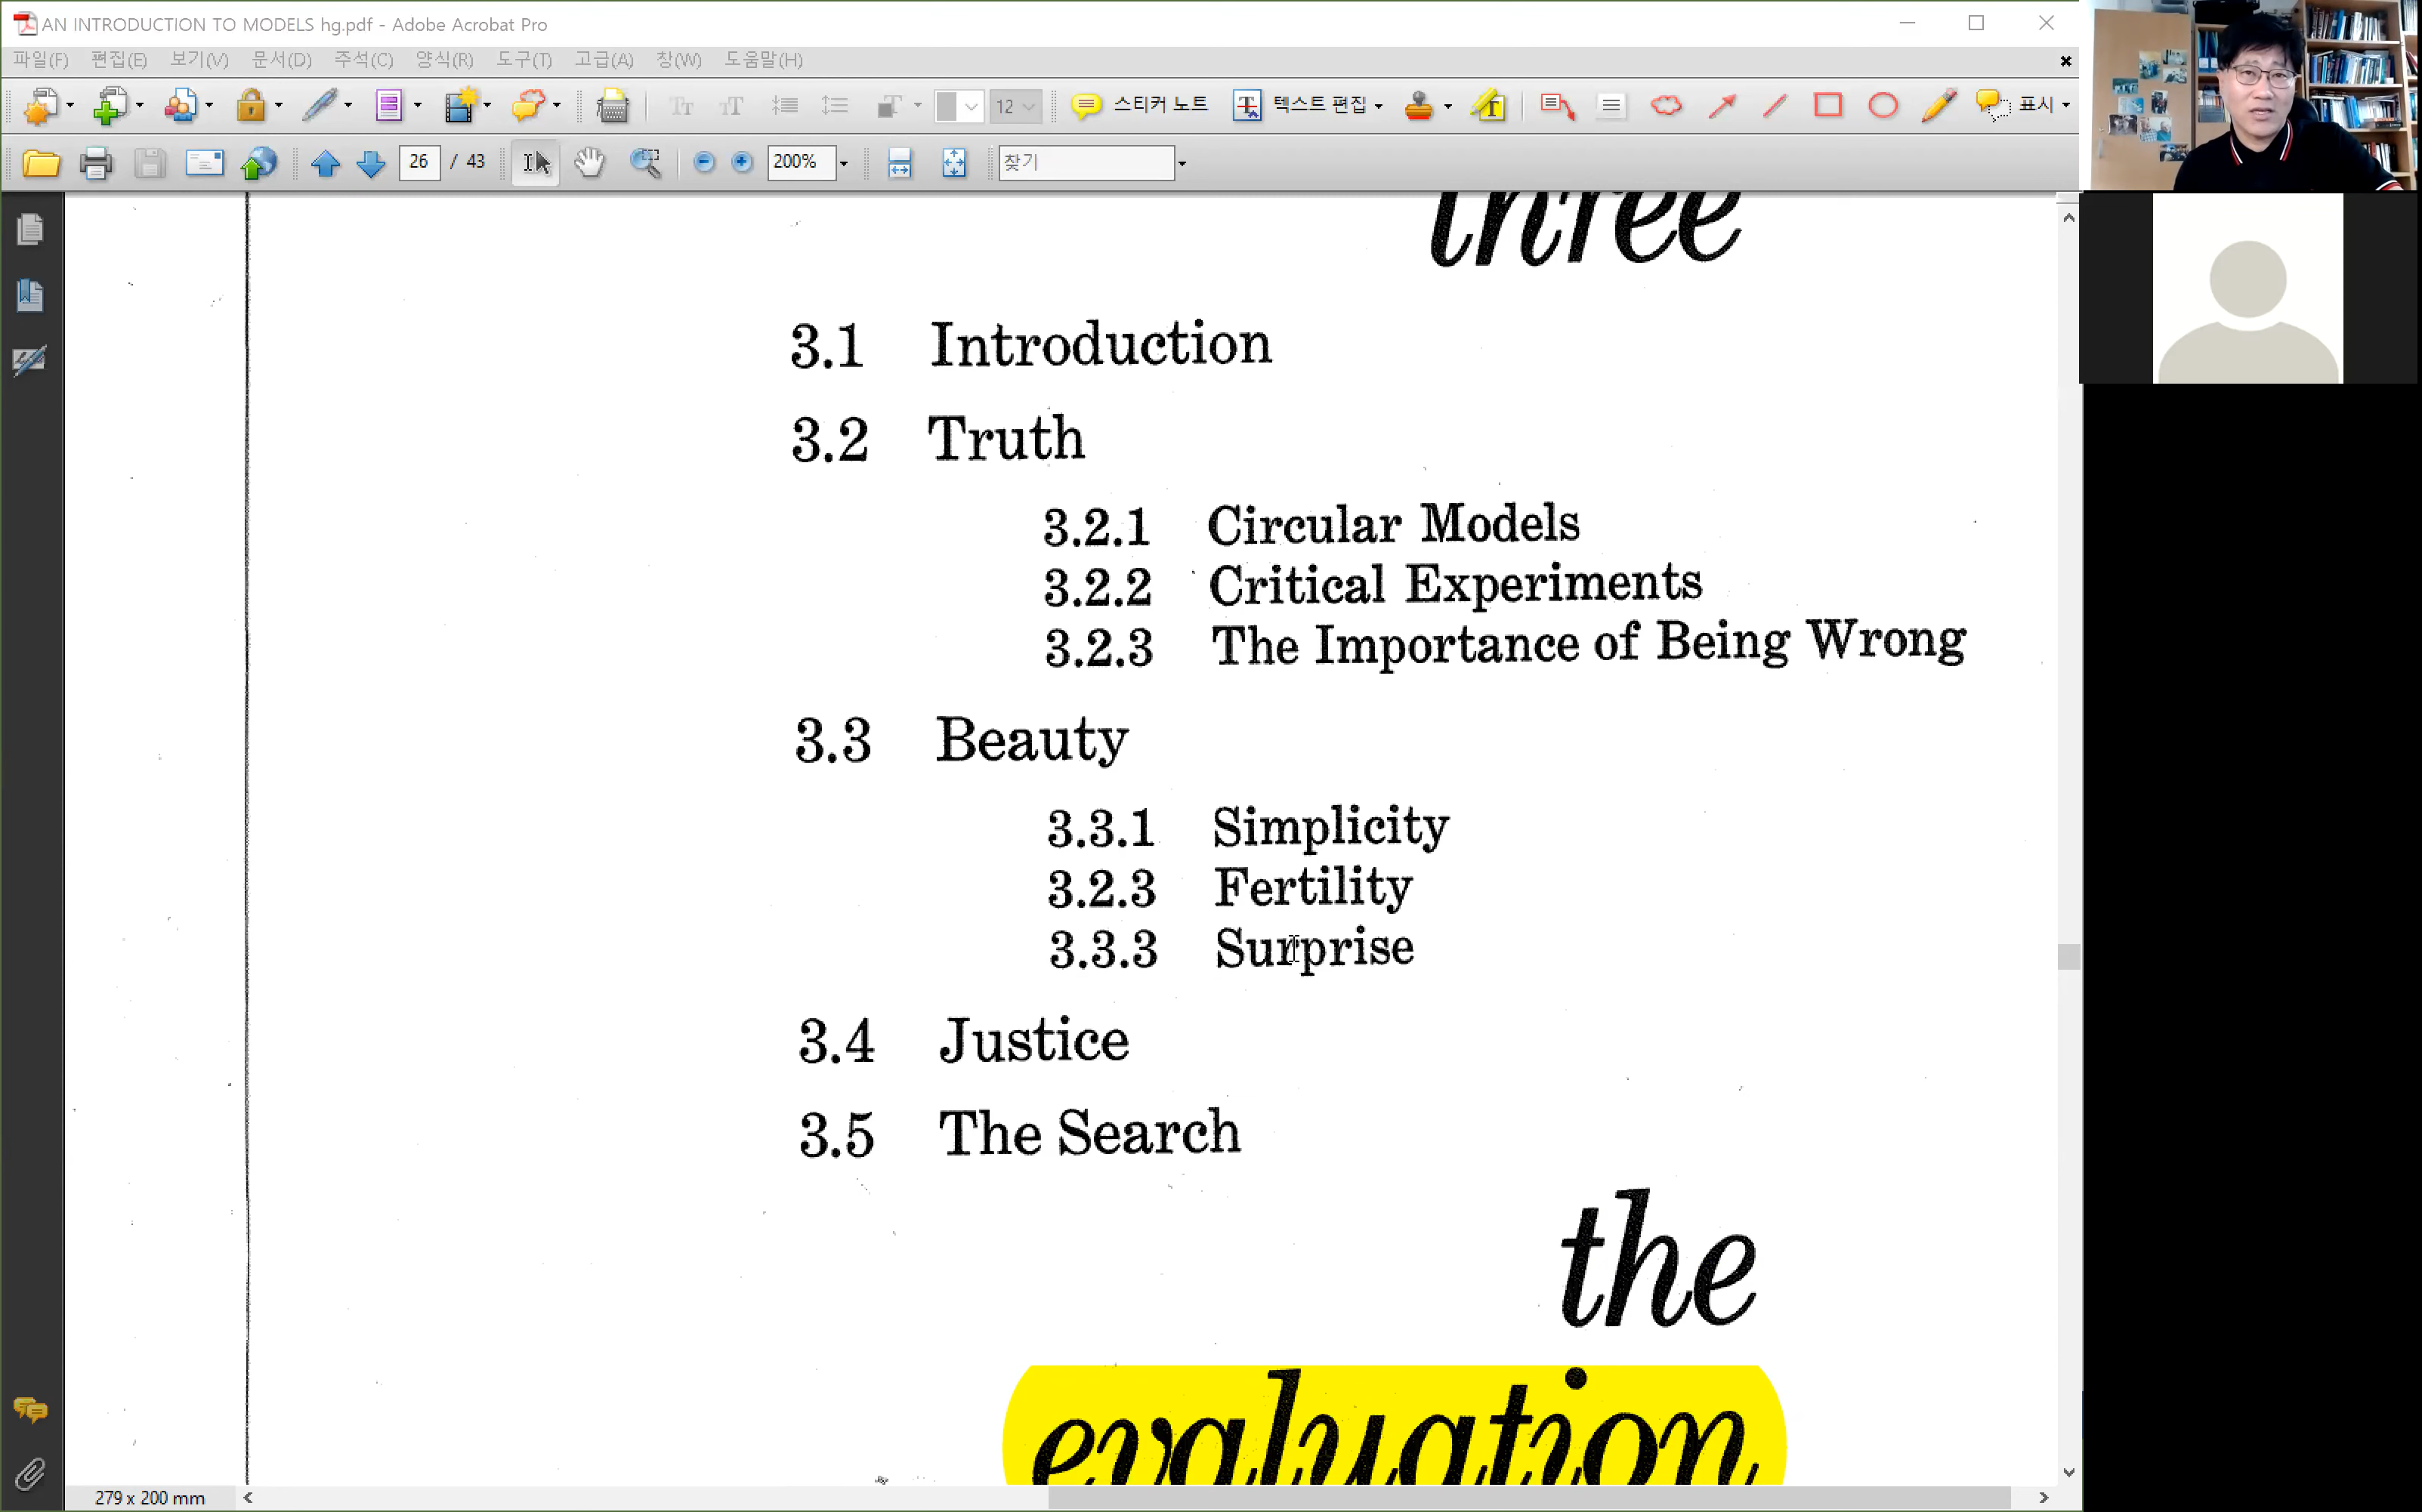 AN INTRODUCTION TO MODELS hg.pdf - Adobe Acrobat Pro
파일(F) 편집(E) 보기(V) 문서(D) 주석(C) 양식(R) 도구(T) 고급(A) 창(W) 도움말(H)
12 스티커 노트 텍스트 편집 표시
26 / 43 200% 찾기
three
3.1 Introduction
3.2 Truth
3.2.1 Circular Models
3.2.2 Critical Experiments
3.2.3 The Importance of Being Wrong
3.3 Beauty
3.3.1 Simplicity
3.2.3 Fertility
3.3.3 Surprise
3.4 Justice
3.5 The Search
the
evaluation
279 x 200 mm